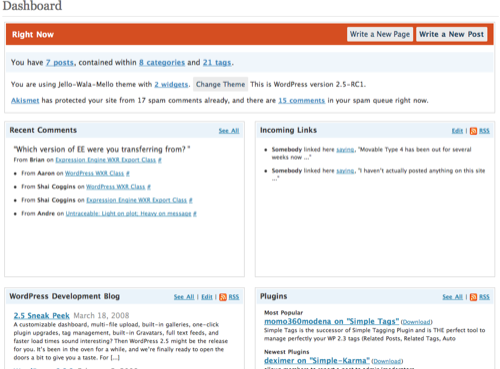 Dashboard
Right Now
Write a New Page
Write a New Post
You have 7 posts, contained within 8 categories and 21 tags.
You are using Jello-Wala-Mello theme with 2 widgets. Change Theme This is WordPress version 2.5-RC1.
Akismet has protected your site from 17 spam comments already, and there are 15 comments in your spam queue right now.
Recent Comments
See All
"Which version of EE were you transferring from? "
From Brian on Expression Engine WXR Export Class #
From Aaron on WordPress WXR Class #
From Shai Coggins on WordPress WXR Class #
From Shai Coggins on Expression Engine WXR Export Class #
From Andre on Untraceable: Light on plot, Heavy on message #
Incoming Links
Edit | RSS
Somebody linked here saying, "Movable Type 4 has been out for several
weeks now ..."
Somebody linked here saying, "I haven't actually posted anything on this site
..."
WordPress Development Blog
See All | Edit | RSS
2.5 Sneak Peek March 18, 2008
A customizable dashboard, multi-file upload, built-in galleries, one-click
plugin upgrades, tag management, built-in Gravatars, full text feeds, and
faster load times sound interesting? Then WordPress 2.5 might be the release
for you. It's been in the oven for a while, and we're finally ready to open the
doors a bit to give you a taste. For [...]
Plugins
See All | RSS
Most Popular
momo360modena on "Simple Tags" (Download)
Simple Tags is the successor of Simple Tagging Plugin and is THE perfect tool to
manage perfectly your WP 2.3 tags (Related Posts, Related Tags, Auto
Newest Plugins
deximer on "Simple-Karma" (Download)